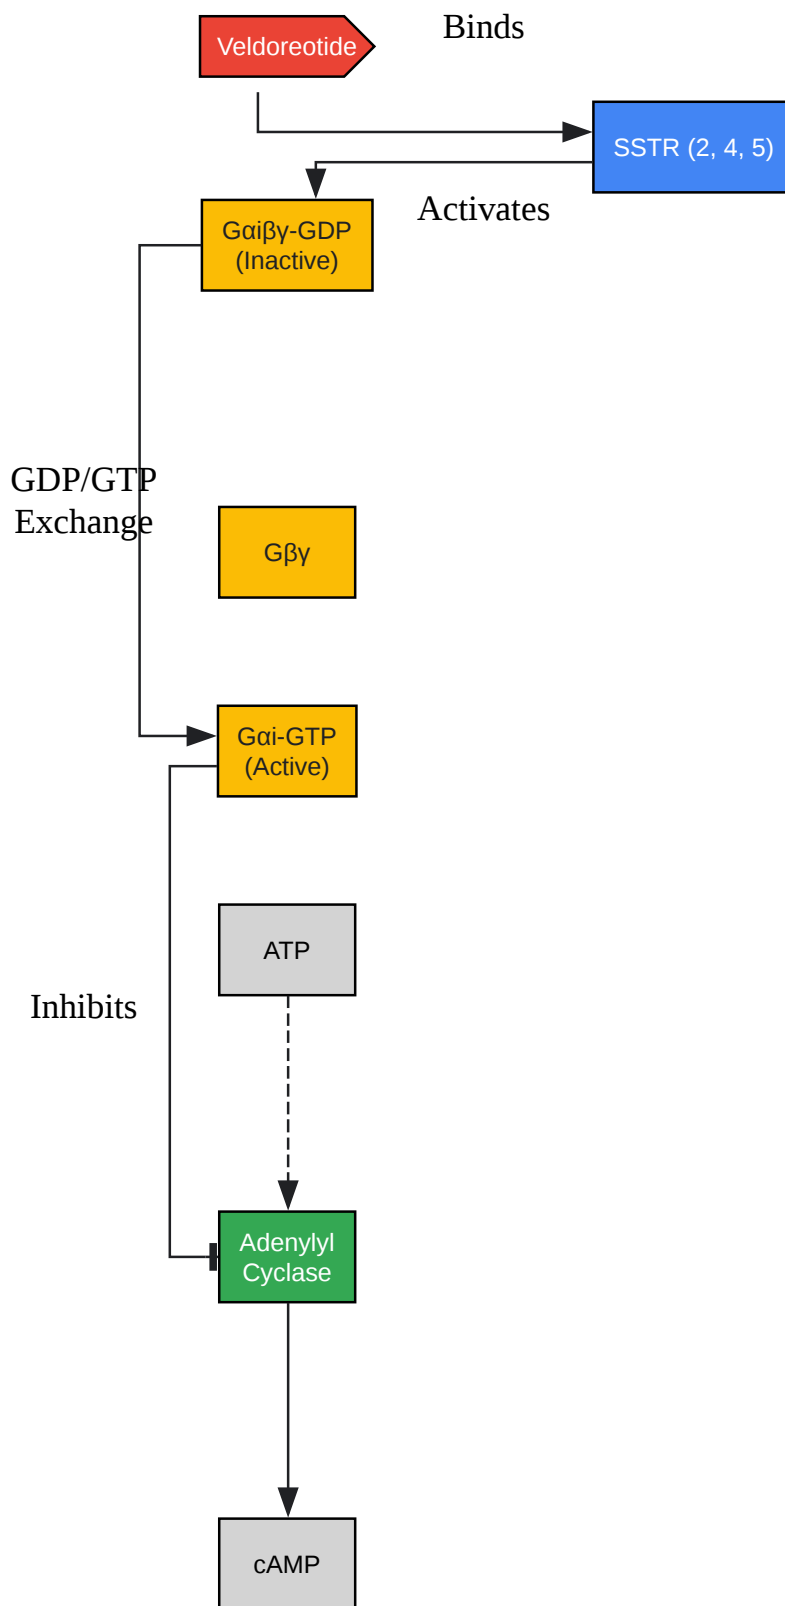 Veldoreotide
Binds
SSTR (2, 4, 5)
Activates
Gαiβγ-GDP
(Inactive)
GDP/GTP
Exchange
Gβγ
Gαi-GTP
(Active)
ATP
Inhibits
Adenylyl
Cyclase
cAMP